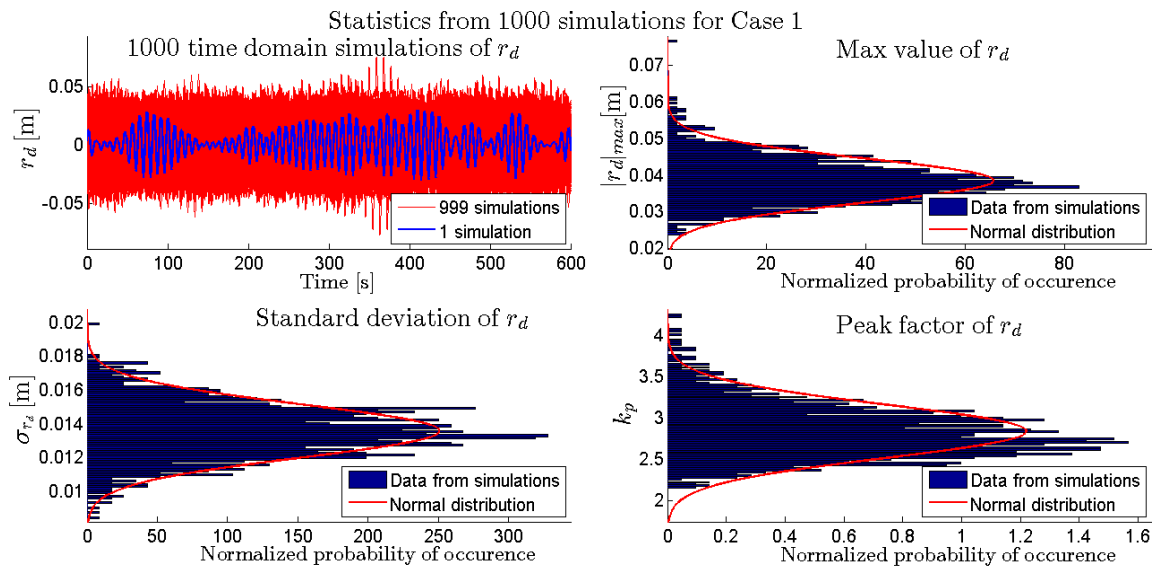 Statistics from 1000 simulations for Case 1
1000 time domain simulations of r_d
r_d [m]
0.05
0
-0.05
999 simulations
1 simulation
0 100 200 300 400 500 600
Time [s]
Max value of r_d
|r_d|_max [m]
0.07
0.06
0.05
0.04
0.03
0.02
Data from simulations
Normal distribution
0 20 40 60 80
Normalized probability of occurence
Standard deviation of r_d
σ_{r_d} [m]
0.02
0.018
0.016
0.014
0.012
0.01
Data from simulations
Normal distribution
0 50 100 150 200 250 300
Normalized probability of occurence
Peak factor of r_d
k_p
4
3.5
3
2.5
2
Data from simulations
Normal distribution
0 0.2 0.4 0.6 0.8 1 1.2 1.4 1.6
Normalized probability of occurence